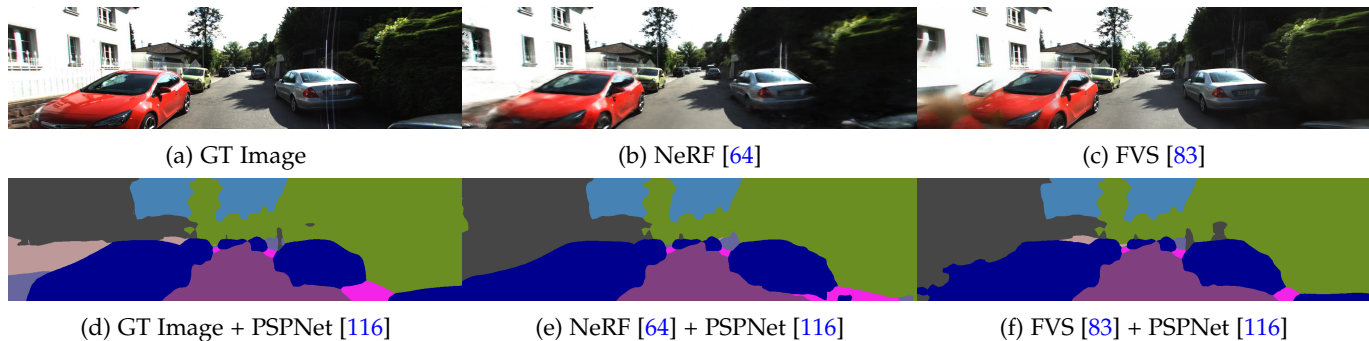 (a) GT Image
(b) NeRF [64]
(c) FVS [83]
(d) GT Image + PSPNet [116]
(e) NeRF [64] + PSPNet [116]
(f) FVS [83] + PSPNet [116]